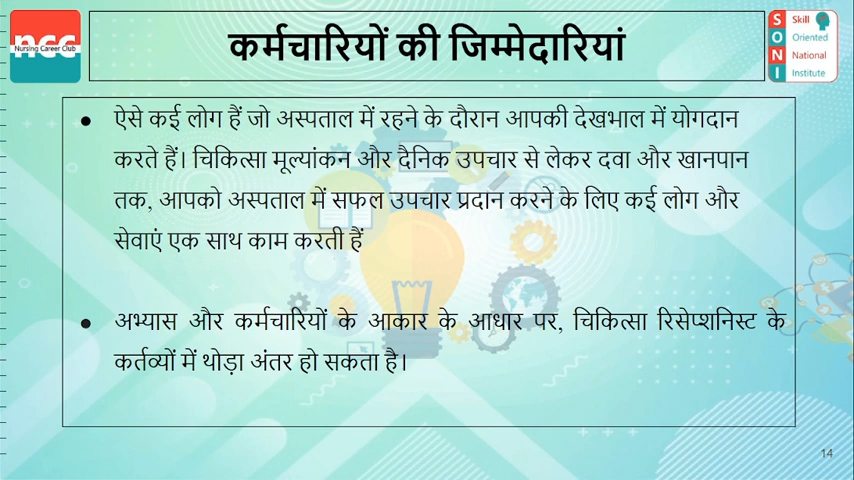 ncc
Nursing Career Club
कर्मचारियों की जिम्मेदारियां
S Skill
O Oriented
N National
I Institute
• ऐसे कई लोग हैं जो अस्पताल में रहने के दौरान आपकी देखभाल में योगदान
करते हैं। चिकित्सा मूल्यांकन और दैनिक उपचार से लेकर दवा और खानपान
तक, आपको अस्पताल में सफल उपचार प्रदान करने के लिए कई लोग और
सेवाएं एक साथ काम करती हैं
• अभ्यास और कर्मचारियों के आकार के आधार पर, चिकित्सा रिसेप्शनिस्ट के
कर्तव्यों में थोड़ा अंतर हो सकता है।
14